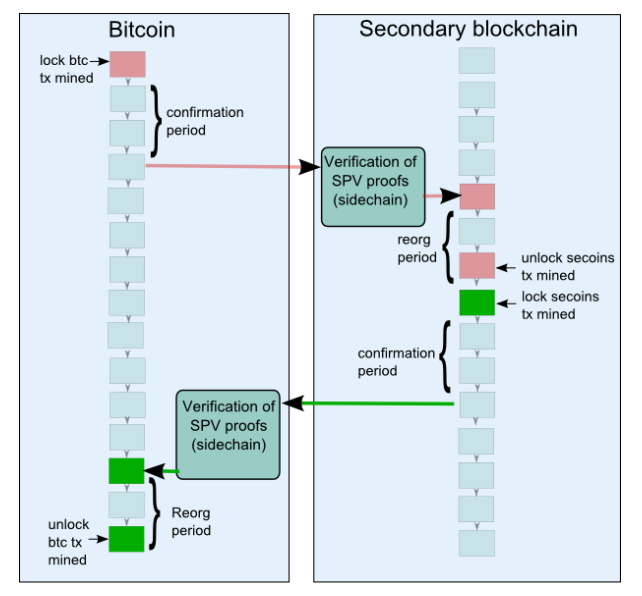 Bitcoin
lock btc
tx mined
confirmation
period
Verification of
SPV proofs
(sidechain)
unlock
btc tx
mined
Reorg
period
Secondary blockchain
Verification of
SPV proofs
(sidechain)
reorg
period
unlock secoins
tx mined
lock secoins
tx mined
confirmation
period